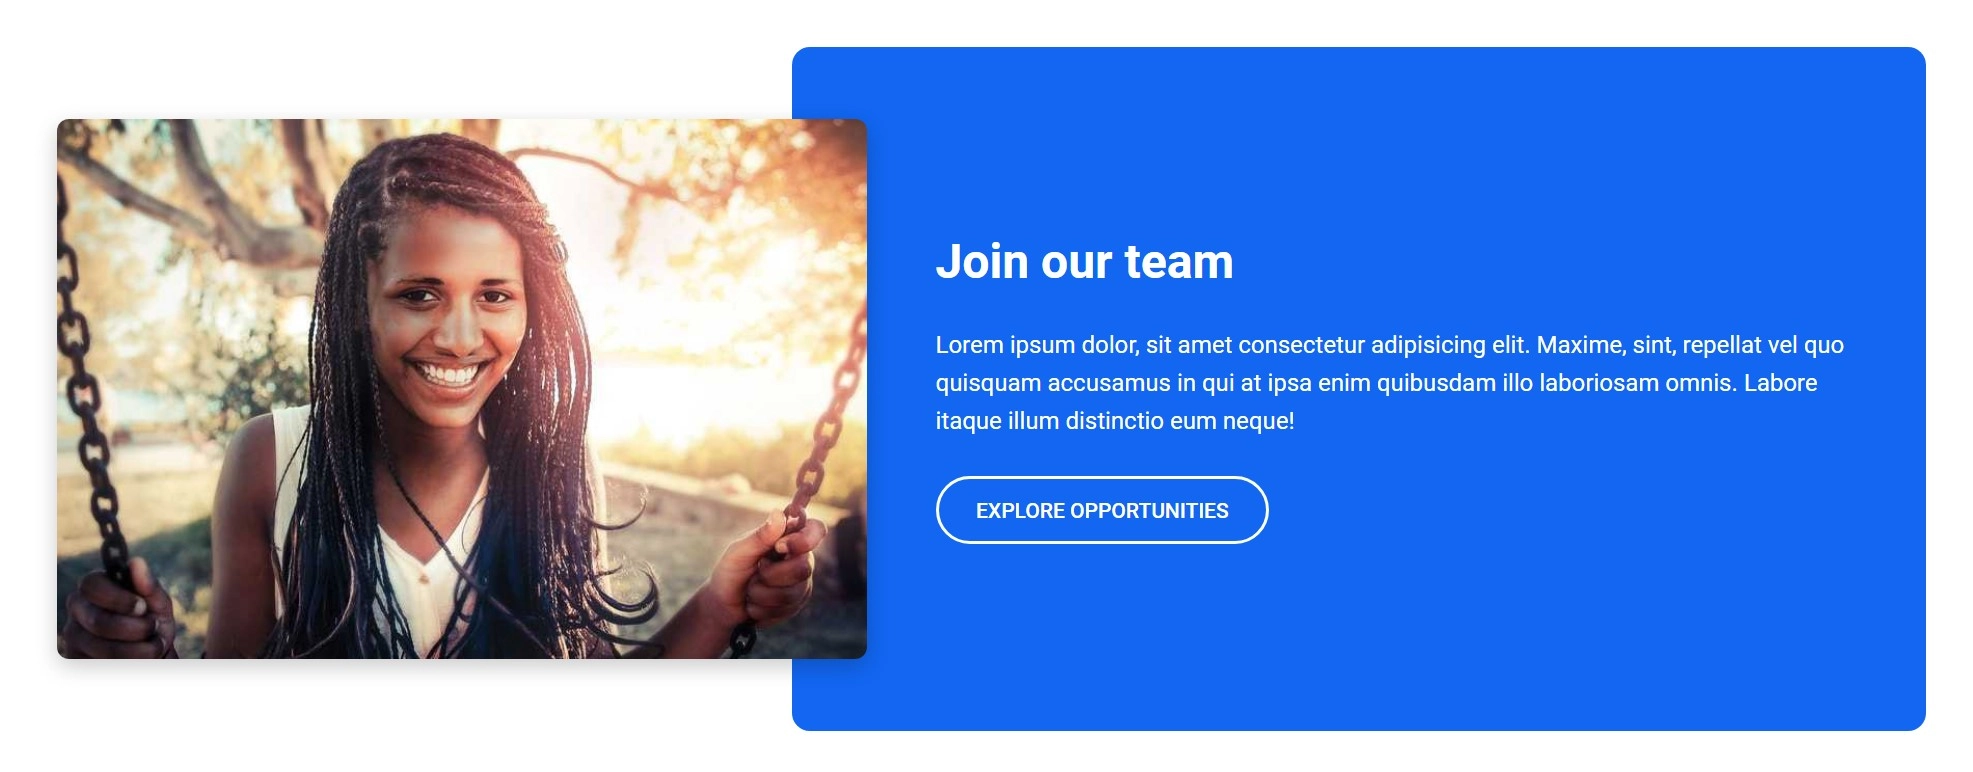 Join our team
Lorem ipsum dolor, sit amet consectetur adipisicing elit. Maxime, sint, repellat vel quo
quisquam accusamus in qui at ipsa enim quibusdam illo laboriosam omnis. Labore
itaque illum distinctio eum neque!
EXPLORE OPPORTUNITIES